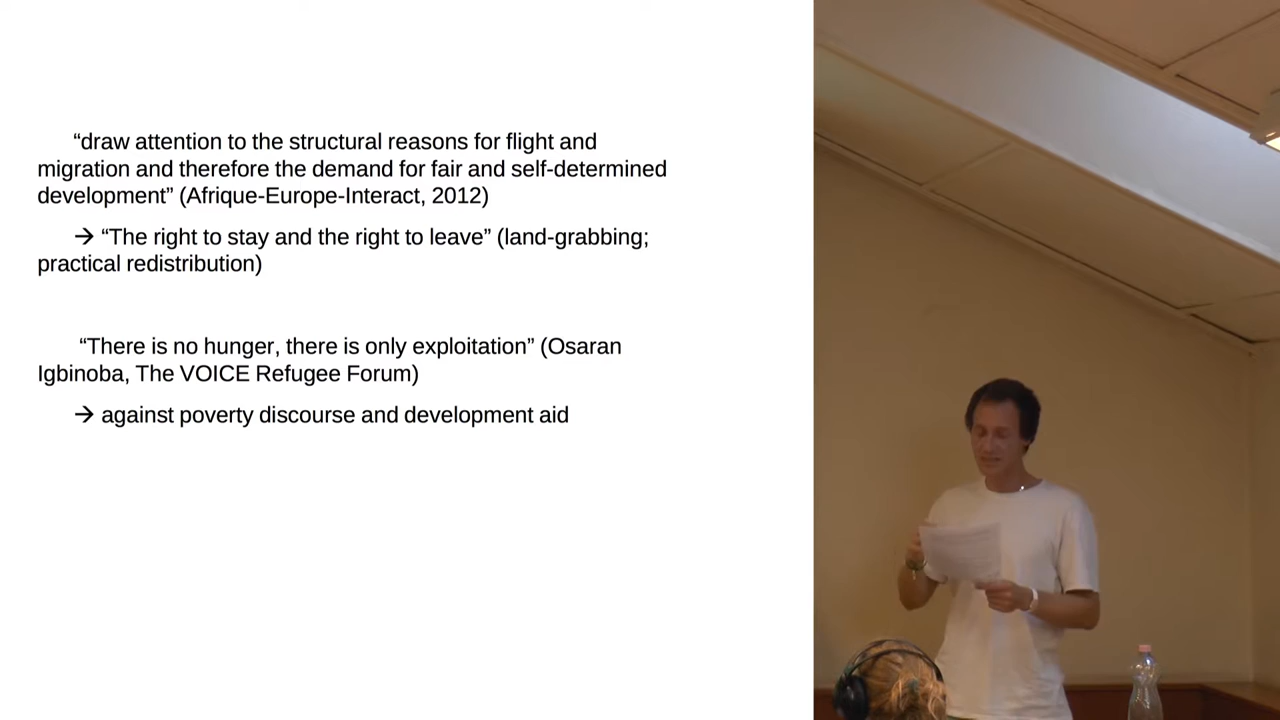 “draw attention to the structural reasons for flight and
migration and therefore the demand for fair and self-determined
development” (Afrique-Europe-Interact, 2012)
→ “The right to stay and the right to leave” (land-grabbing;
practical redistribution)
“There is no hunger, there is only exploitation” (Osaran
Igbinoba, The VOICE Refugee Forum)
→ against poverty discourse and development aid